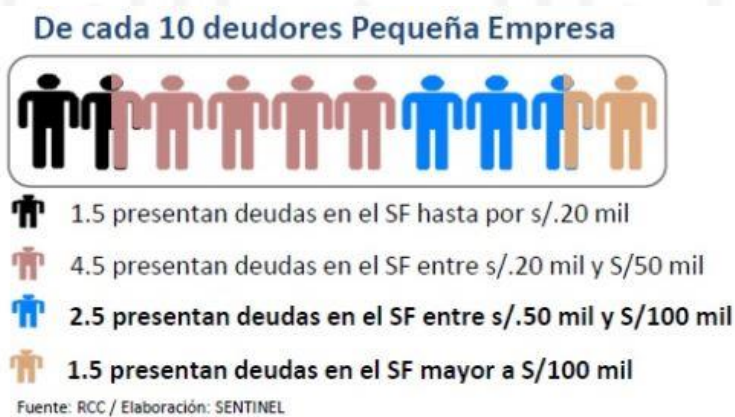 De cada 10 deudores Pequeña Empresa
1.5 presentan deudas en el SF hasta por s/.20 mil
4.5 presentan deudas en el SF entre s/.20 mil y S/50 mil
2.5 presentan deudas en el SF entre s/.50 mil y S/100 mil
1.5 presentan deudas en el SF mayor a S/100 mil
Fuente: RCC / Elaboración: SENTINEL